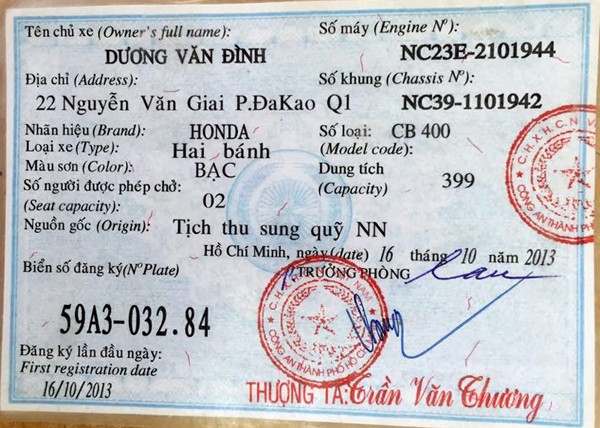 Tên chủ xe (Owner's full name): Số máy (Engine Nº):
DƯƠNG VĂN ĐÌNH NC23E-2101944
Địa chỉ (Address): Số khung (Chassis Nº):
22 Nguyễn Văn Giai P.ĐaKao Q1 NC39-1101942
Nhãn hiệu (Brand): HONDA Số loại: CB 400
Loại xe (Type): Hai bánh (Model code):
Màu sơn (Color): BẠC Dung tích
Số người được phép chở: 02 (Capacity) 399
(Seat capacity):
Nguồn gốc (Origin): Tịch thu sung quỹ NN
Hồ Chí Minh, ngày (date) 16 tháng 10 năm 2013
Biển số đăng ký (Nº Plate) TRƯỞNG PHÒNG
59A3-032.84
Đăng ký lần đầu ngày:
First registration date
16/10/2013
THƯỢNG TÁ: Trần Văn Thương